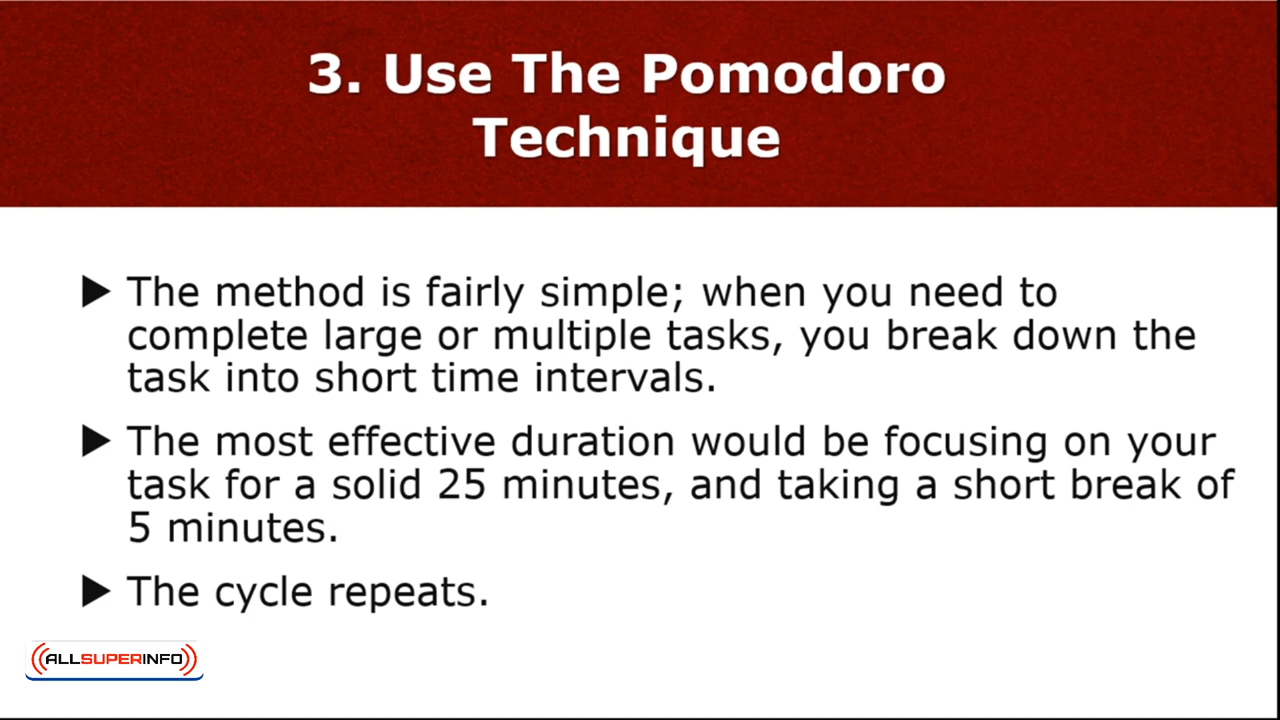 3. Use The Pomodoro
Technique
The method is fairly simple; when you need to
complete large or multiple tasks, you break down the
task into short time intervals.
The most effective duration would be focusing on your
task for a solid 25 minutes, and taking a short break of
5 minutes.
The cycle repeats.
ALLSUPERINFO